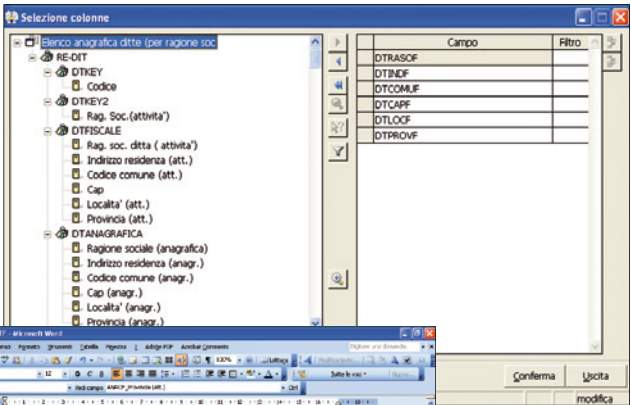 Selezione colonne
Elenco anagrafica ditte (per ragione soc
RE-DIT
DTKEY
Codice
DTKEY2
Rag. Soc.(attivita')
DTFISCALE
Rag. soc. ditta ( attivita')
Indirizzo residenza (att.)
Codice comune (att.)
Cap
Localita' (att.)
Provincia (att.)
DTANAGRAFICA
Ragione sociale (anagrafica)
Indirizzo residenza (anagr.)
Codice comune (anagr.)
Cap (anagr.)
Localita' (anagr.)
Provincia (anagr.)
Campo Filtro
DTRASOF
DTINDF
DTCOMUF
DTCAPF
DTLOCF
DTPROVF
Conferma Uscita
modifica
- Microsoft Word
Formato Strumenti Tabella Finestra ? Adobe PDF Acrobat Comments
100% Lettura
12 G C S